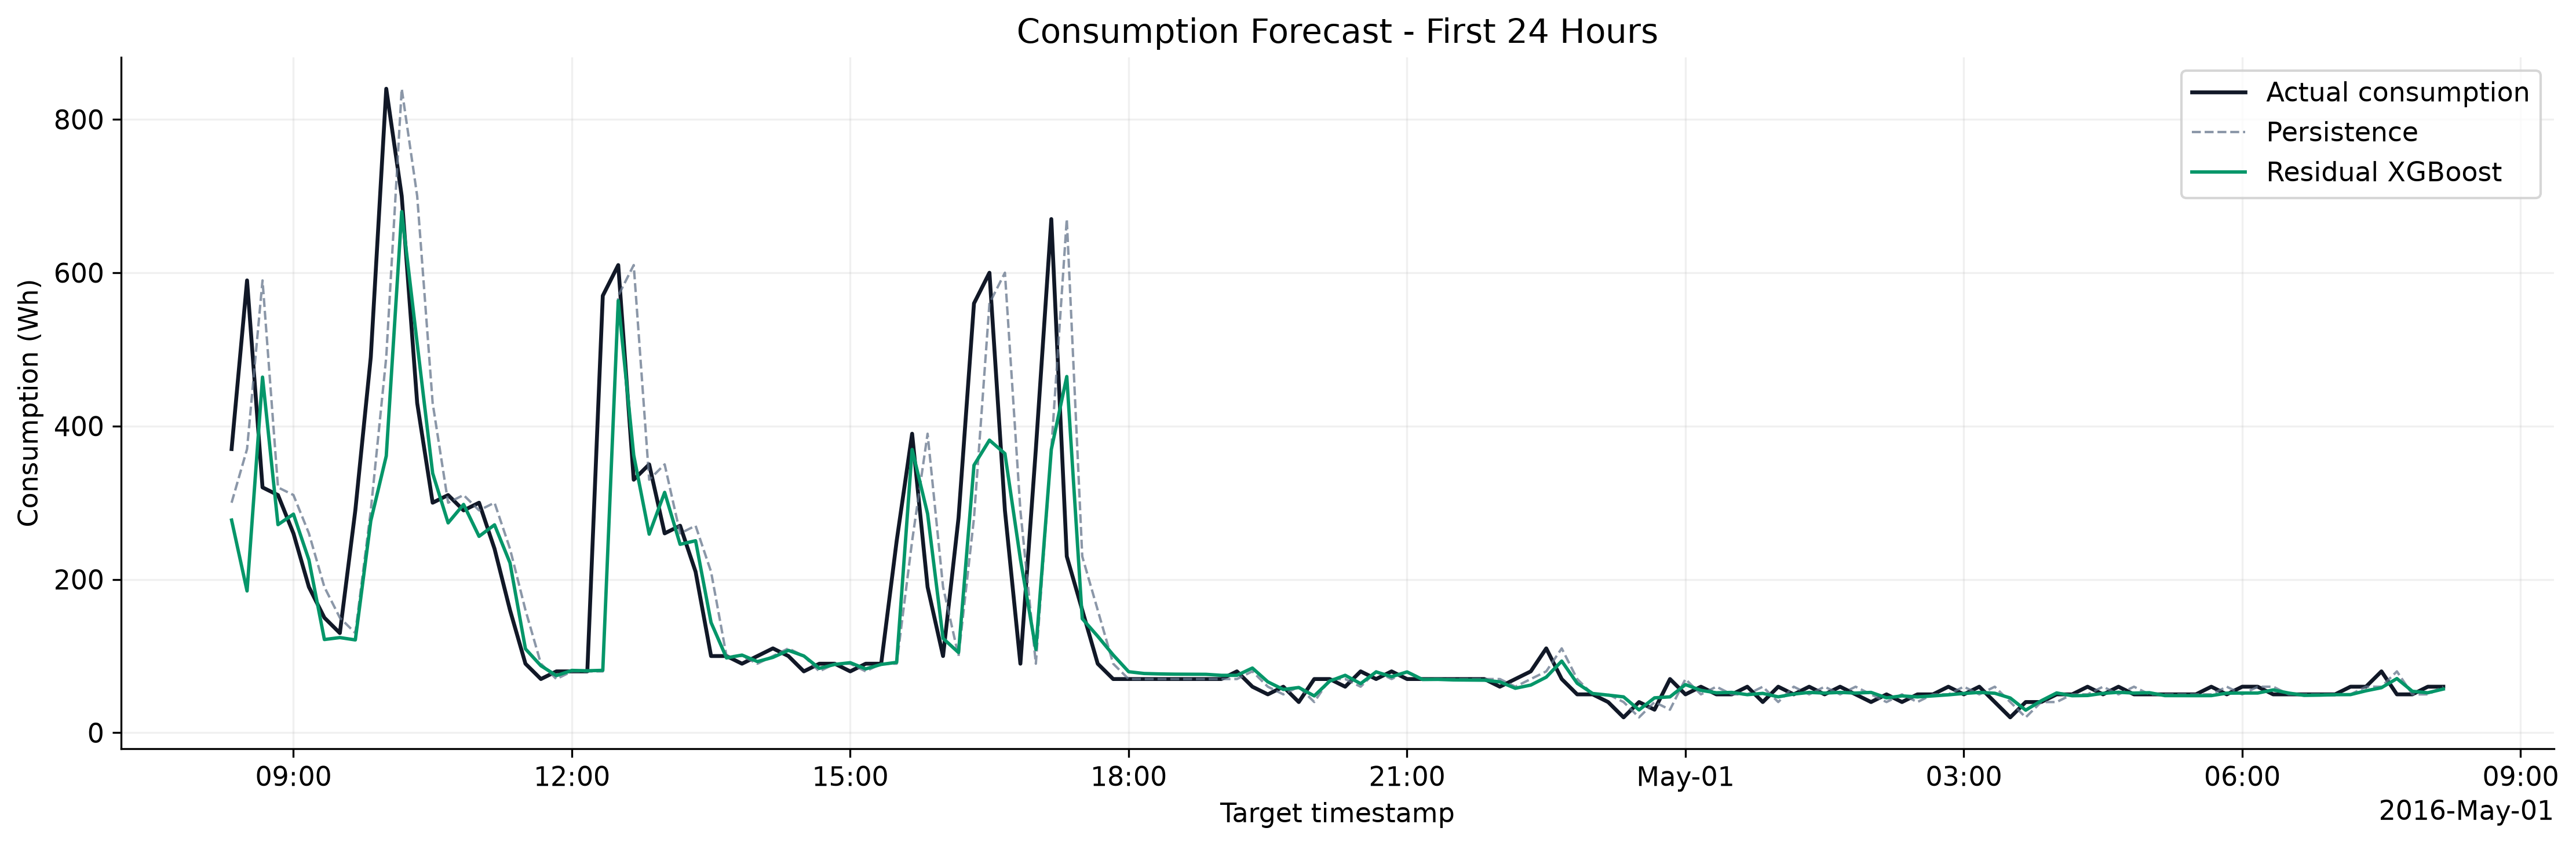 Consumption Forecast - First 24 Hours
Actual consumption
Persistence
Residual XGBoost
Consumption (Wh)
800
600
400
200
0
09:00 12:00 15:00 18:00 21:00 May-01 03:00 06:00 09:00
2016-May-01
Target timestamp